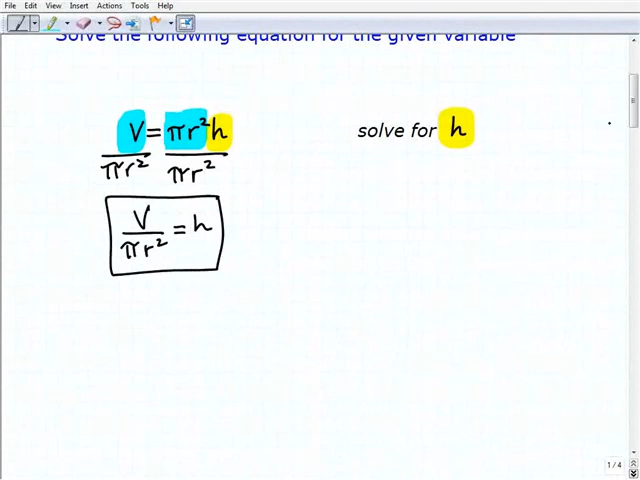 File Edit View Insert Actions Tools Help
Solve the following equation for the given variable
V = πr²h
πr² πr²
solve for h
V
πr² = h
1 / 4